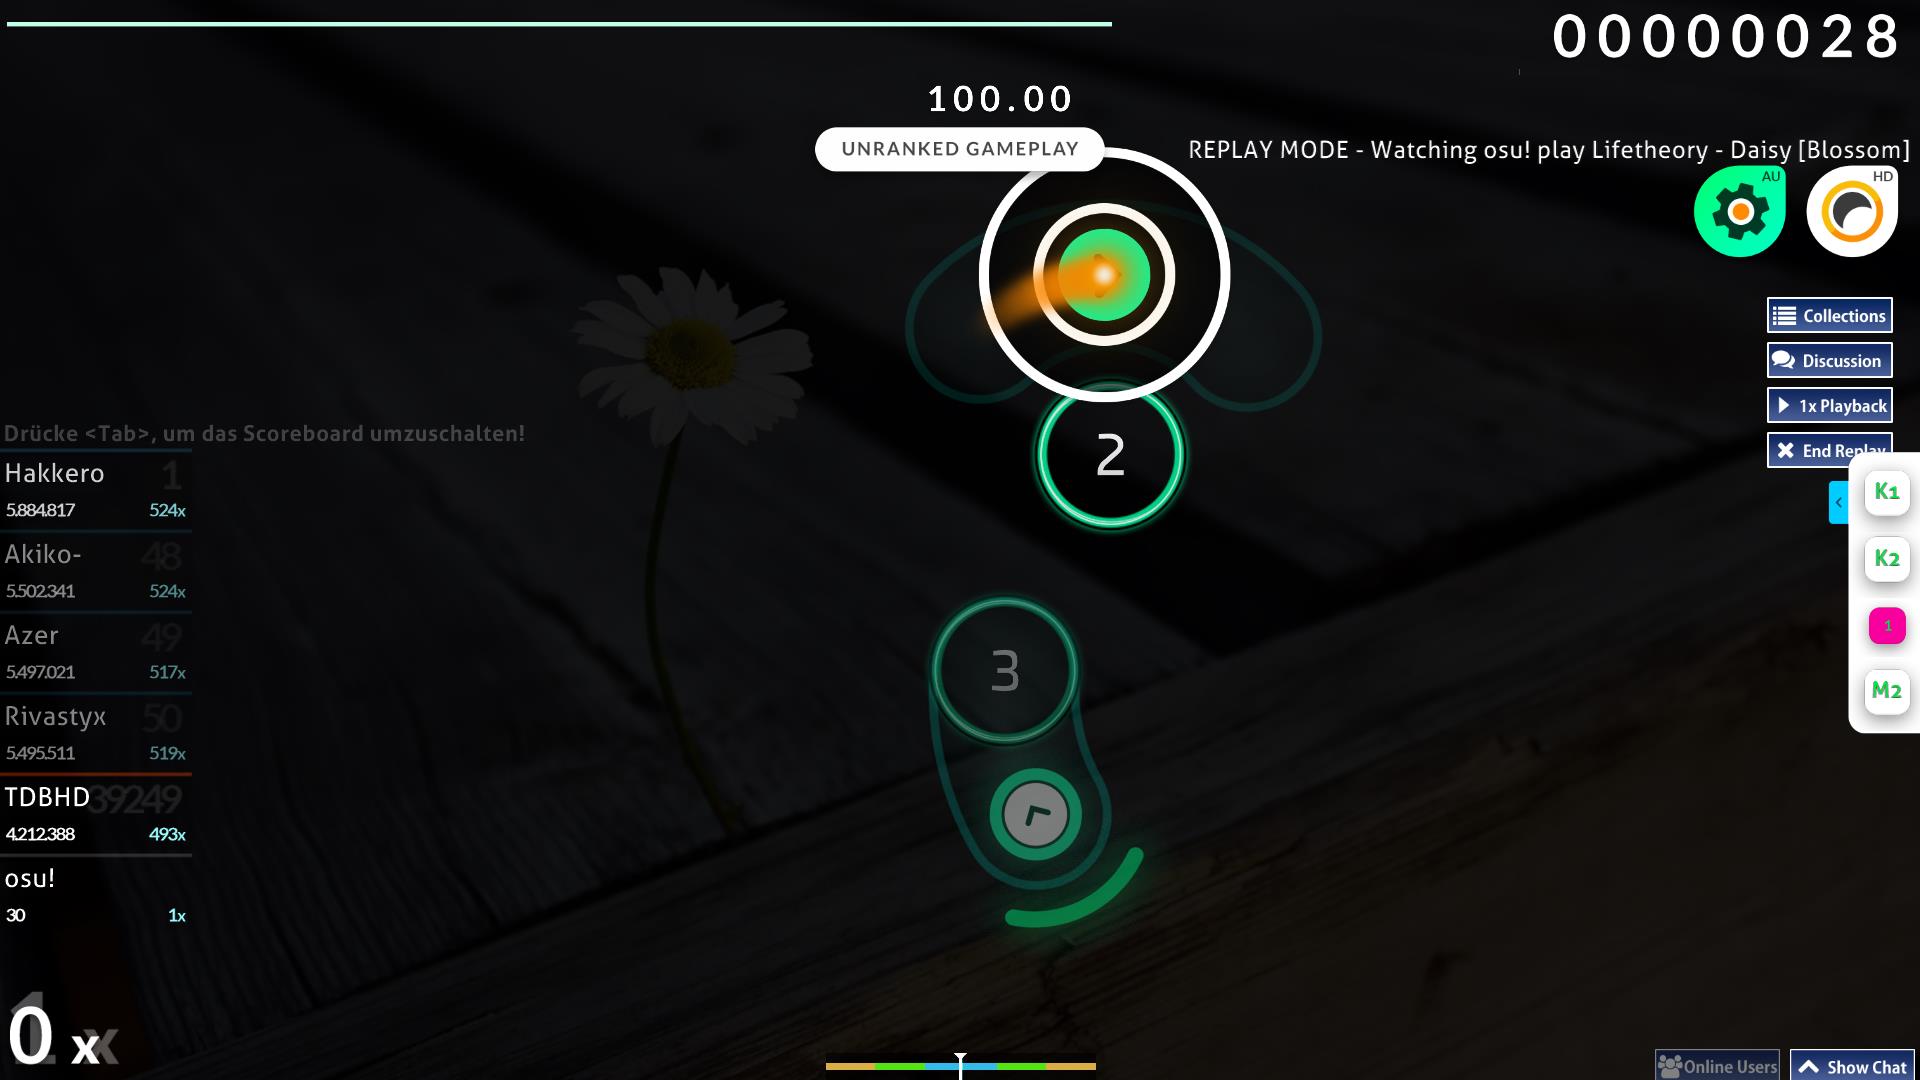 00000028
100.00
UNRANKED GAMEPLAY
REPLAY MODE - Watching osu! play Lifetheory - Daisy [Blossom]
AU
HD
Collections
Discussion
1x Playback
End Replay
2
Drücke <Tab>, um das Scoreboard umzuschalten!
Hakkero 1
5.884.817 524x
K1
Akiko- 48
5.502.341 524x
K2
Azer 49
5.497.021 517x
1
3
Rivastyx 50
5.495.511 519x
M2
TDBHD 39249
4.212.388 493x
osu!
30 1x
0x
Online Users
Show Chat